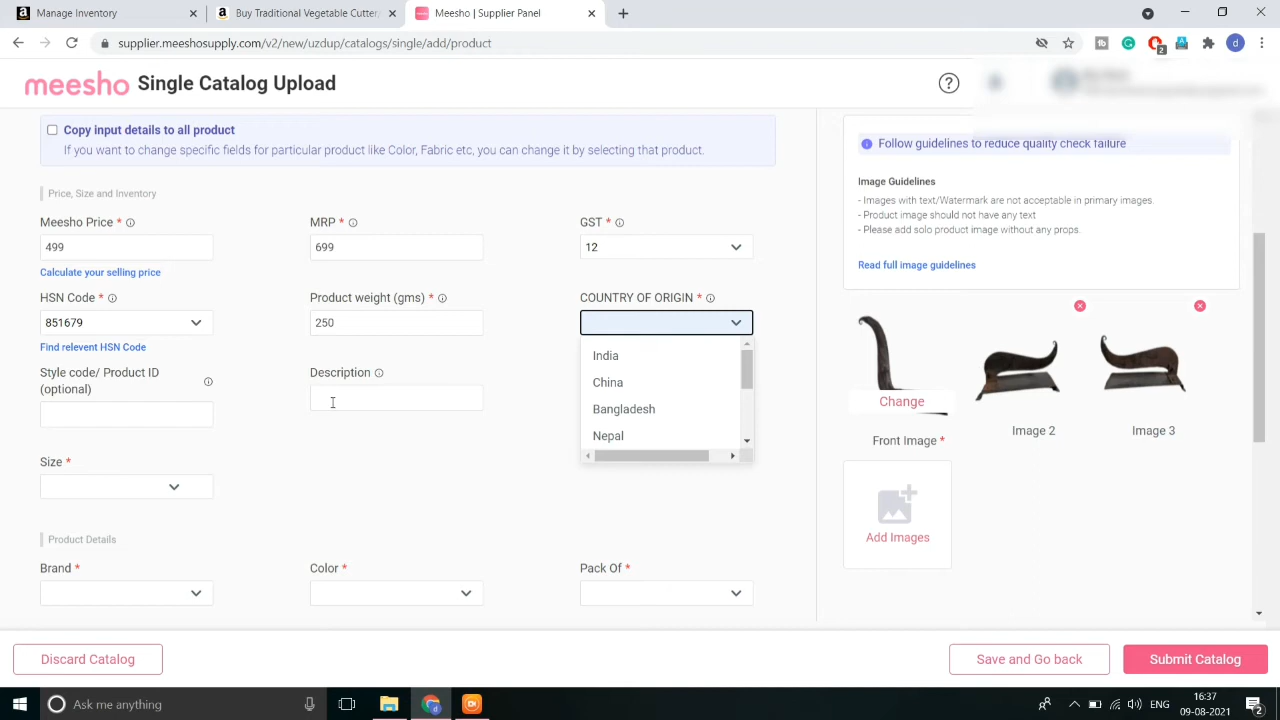 Manage Inventory
Buy Traditional Vegetable Cutter
Meesho | Supplier Panel
supplier.meeshosupply.com/v2/new/uzdup/catalogs/single/add/product
2
d
meesho Single Catalog Upload
?
Copy input details to all product
If you want to change specific fields for particular product like Color, Fabric etc, you can change it by selecting that product.
Price, Size and Inventory
Meesho Price *
MRP *
GST *
499
699
12
Calculate your selling price
HSN Code *
Product weight (gms) *
COUNTRY OF ORIGIN *
851679
250
Find relevent HSN Code
India
China
Bangladesh
Nepal
Style code/ Product ID
(optional)
Description
Size *
Product Details
Brand *
Color *
Pack Of *
Follow guidelines to reduce quality check failure
Image Guidelines
- Images with text/Watermark are not acceptable in primary images.
- Product image should not have any text
- Please add solo product image without any props.
Read full image guidelines
Change
Front Image *
Image 2
Image 3
Add Images
Discard Catalog
Save and Go back
Submit Catalog
Ask me anything
d
16:37
09-08-2021
2